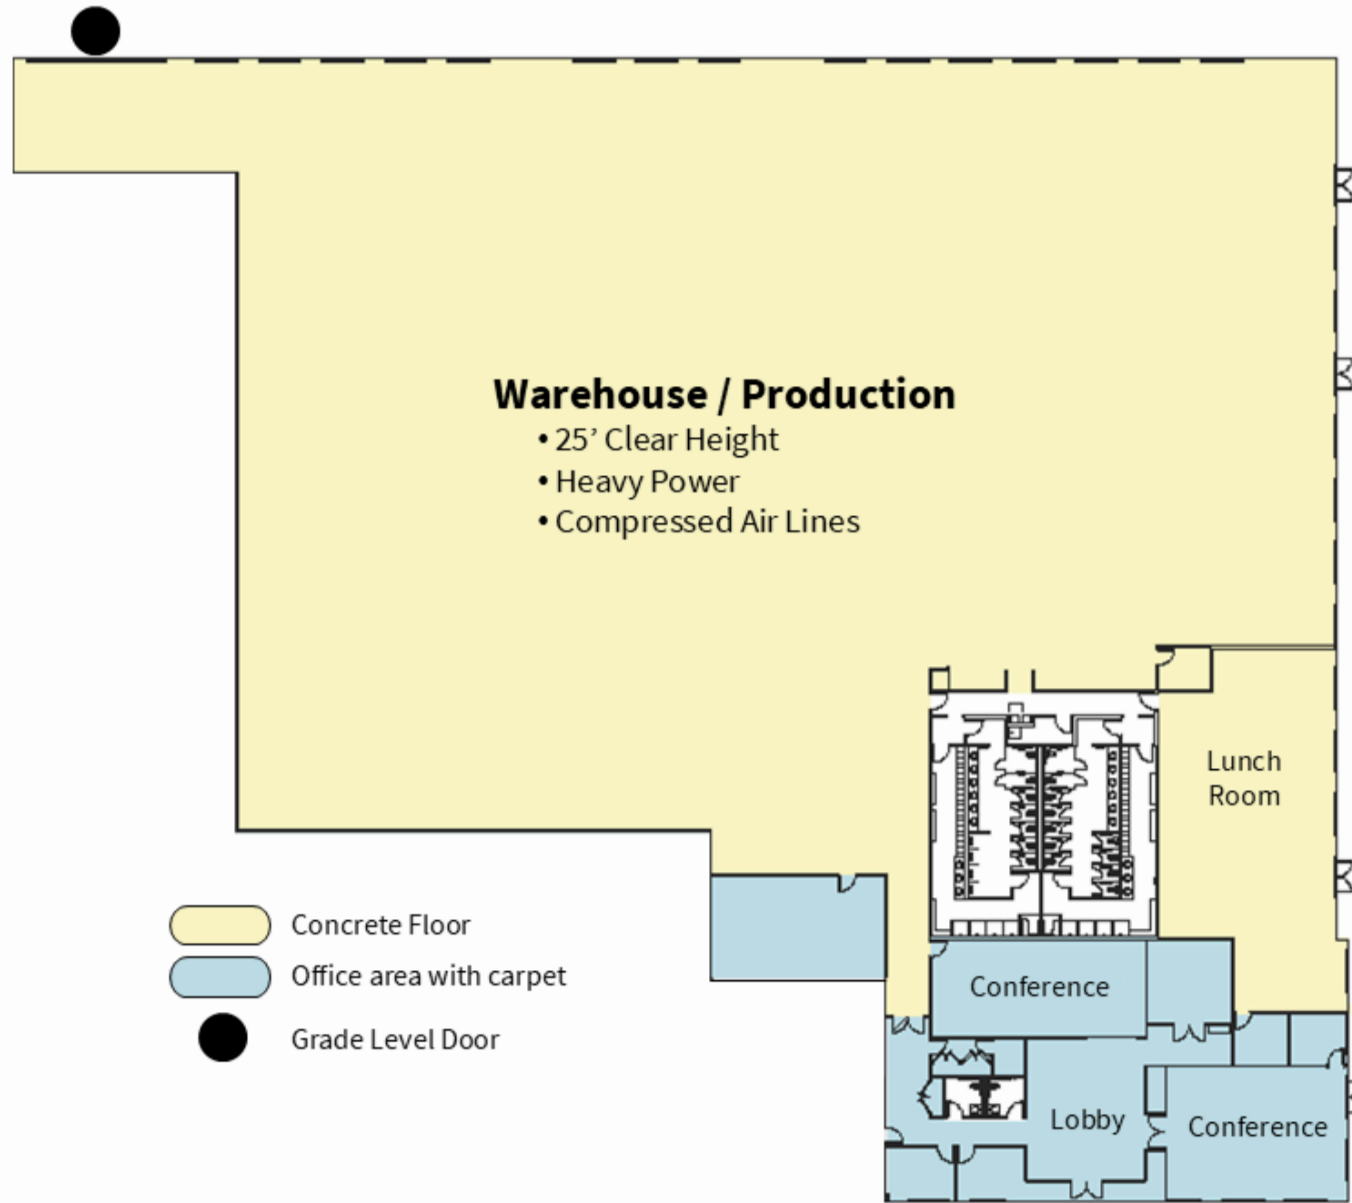 Warehouse / Production
• 25’ Clear Height
• Heavy Power
• Compressed Air Lines
Lunch
Room
Concrete Floor
Office area with carpet
Grade Level Door
Conference
Lobby
Conference